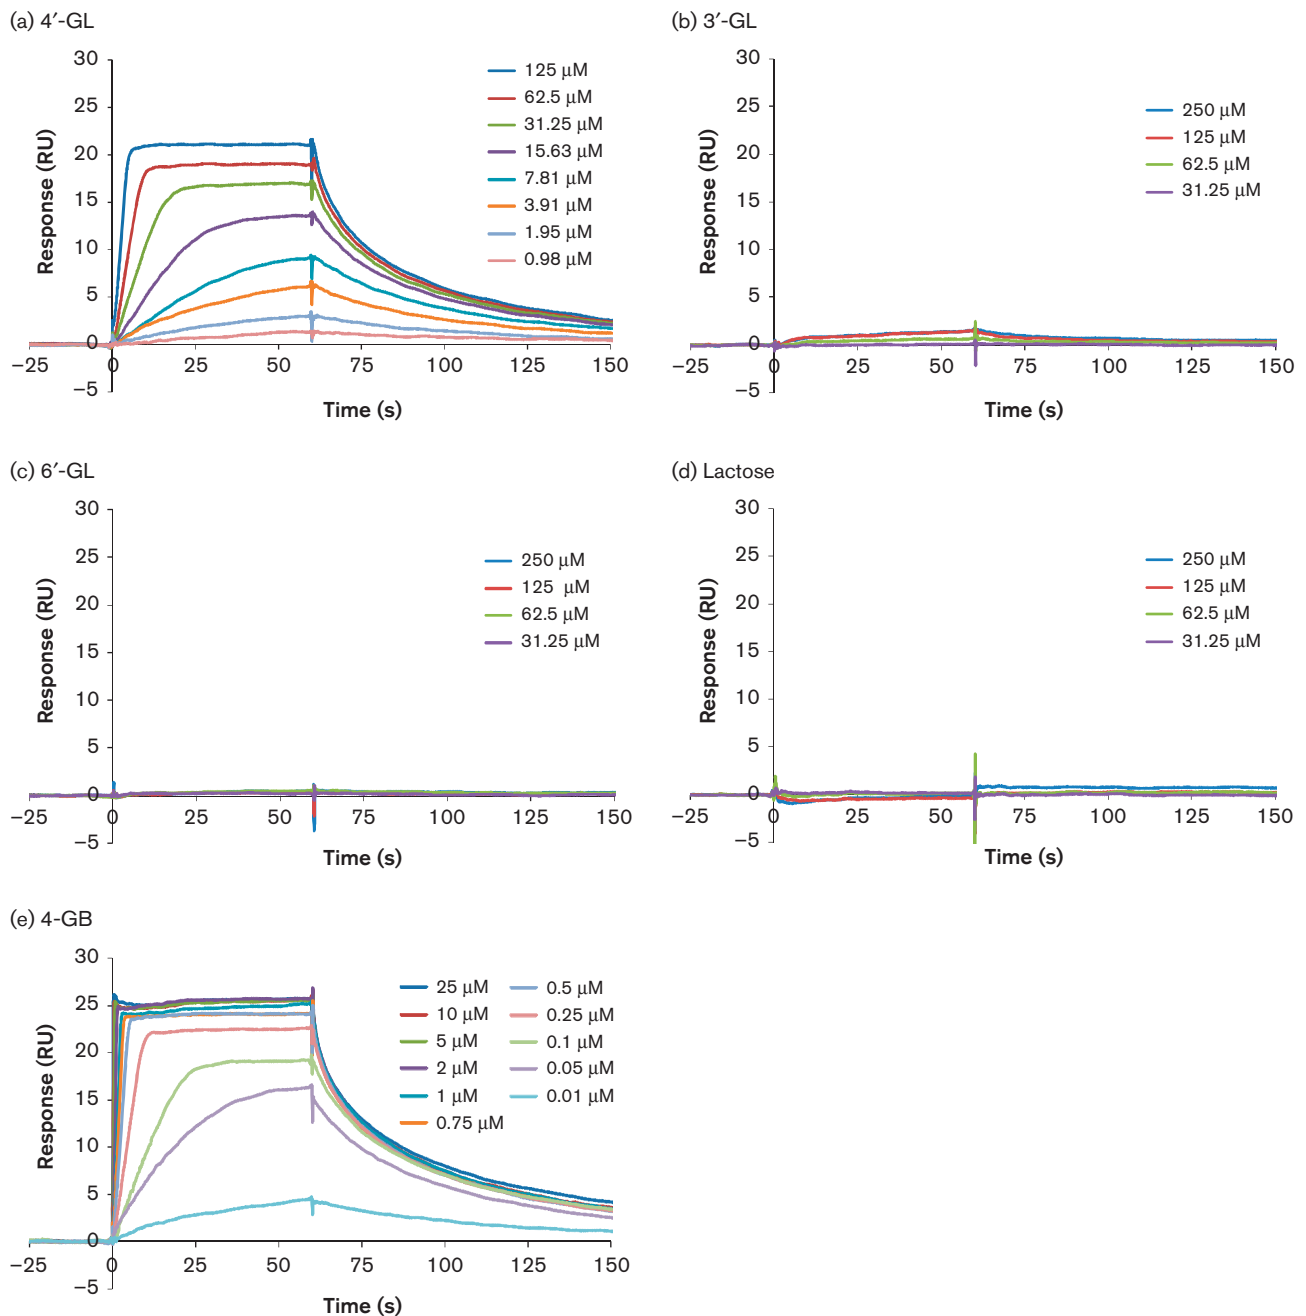 (a) 4′-GL
30
25
20
15
10
5
0
−5
Response (RU)
−25 0 25 50 75 100 125 150
Time (s)
125 μM
62.5 μM
31.25 μM
15.63 μM
7.81 μM
3.91 μM
1.95 μM
0.98 μM
(b) 3′-GL
30
25
20
15
10
5
0
−5
Response (RU)
−25 0 25 50 75 100 125 150
Time (s)
250 μM
125 μM
62.5 μM
31.25 μM
(c) 6′-GL
30
25
20
15
10
5
0
−5
Response (RU)
−25 0 25 50 75 100 125 150
Time (s)
250 μM
125 μM
62.5 μM
31.25 μM
(d) Lactose
30
25
20
15
10
5
0
−5
Response (RU)
−25 0 25 50 75 100 125 150
Time (s)
250 μM
125 μM
62.5 μM
31.25 μM
(e) 4-GB
30
25
20
15
10
5
0
−5
Response (RU)
−25 0 25 50 75 100 125 150
Time (s)
25 μM 0.5 μM
10 μM 0.25 μM
5 μM 0.1 μM
2 μM 0.05 μM
1 μM 0.01 μM
0.75 μM